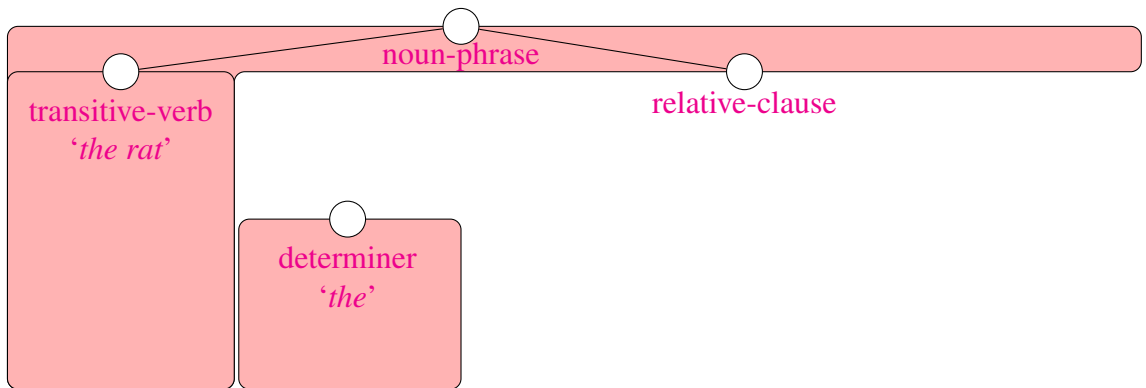 noun-phrase
transitive-verb
‘the rat’
relative-clause
determiner
‘the’